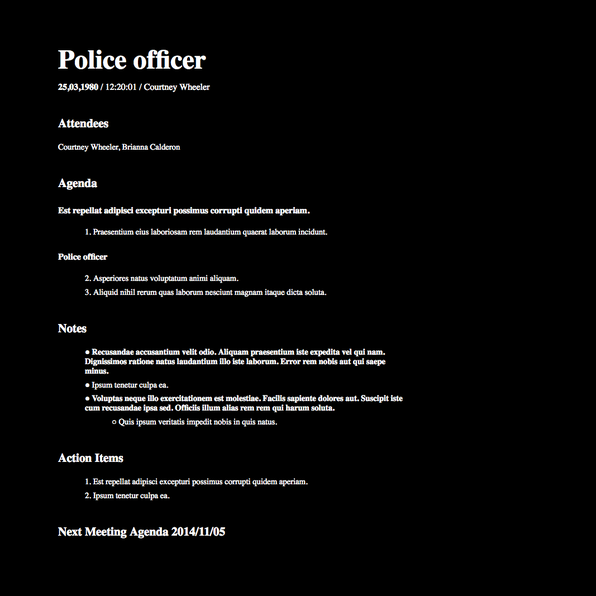 Police officer
25,03,1980 / 12:20:01 / Courtney Wheeler
Attendees
Courtney Wheeler, Brianna Calderon
Agenda
Est repellat adipisci excepturi possimus corrupti quidem aperiam.
1. Praesentium eius laboriosam rem laudantium quaerat laborum incidunt.
Police officer
2. Asperiores natus voluptatum animi aliquam.
3. Aliquid nihil rerum quas laborum nesciunt magnam itaque dicta soluta.
Notes
● Recusandae accusantium velit odio. Aliquam praesentium iste expedita vel qui nam.
Dignissimos ratione natus laudantium illo iste laborum. Error rem nobis aut qui saepe
minus.
● Ipsum tenetur culpa ea.
● Voluptas neque illo exercitationem est molestiae. Facilis sapiente dolores aut. Suscipit iste
cum recusandae ipsa sed. Officiis illum alias rem rem qui harum soluta.
○ Quis ipsum veritatis impedit nobis in quis natus.
Action Items
1. Est repellat adipisci excepturi possimus corrupti quidem aperiam.
2. Ipsum tenetur culpa ea.
Next Meeting Agenda 2014/11/05